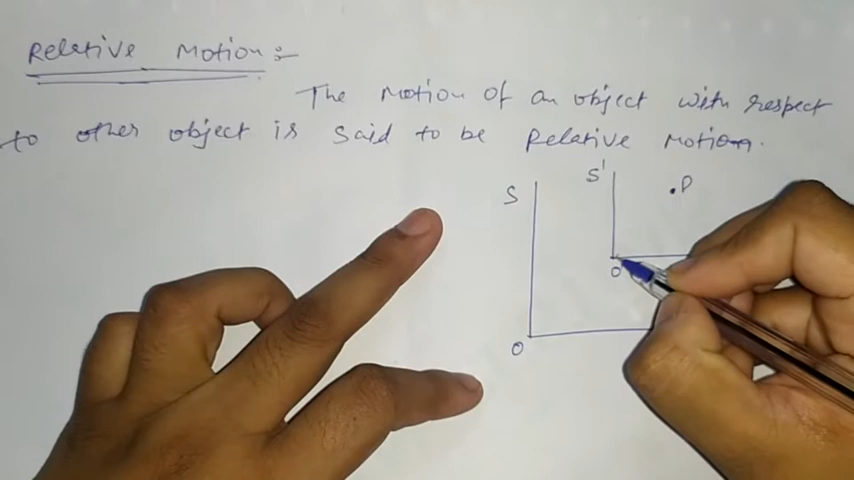 Relative Motion:-
The Motion of an object with respect
to other object is said to be Relative Motion.
S
S'
P
O
O